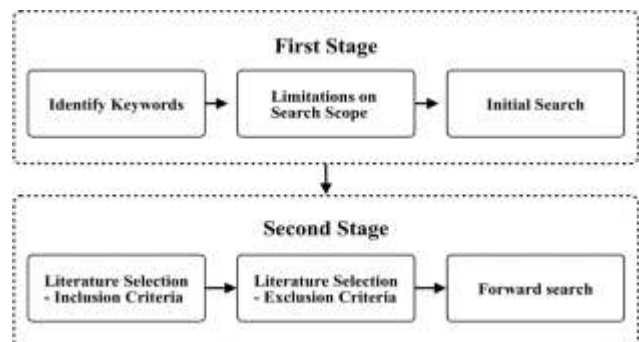 First Stage
Identify Keywords
Limitations on
Search Scope
Initial Search
Second Stage
Literature Selection
- Inclusion Criteria
Literature Selection
- Exclusion Criteria
Forward search